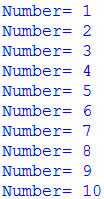 Number= 1
Number= 2
Number= 3
Number= 4
Number= 5
Number= 6
Number= 7
Number= 8
Number= 9
Number= 10